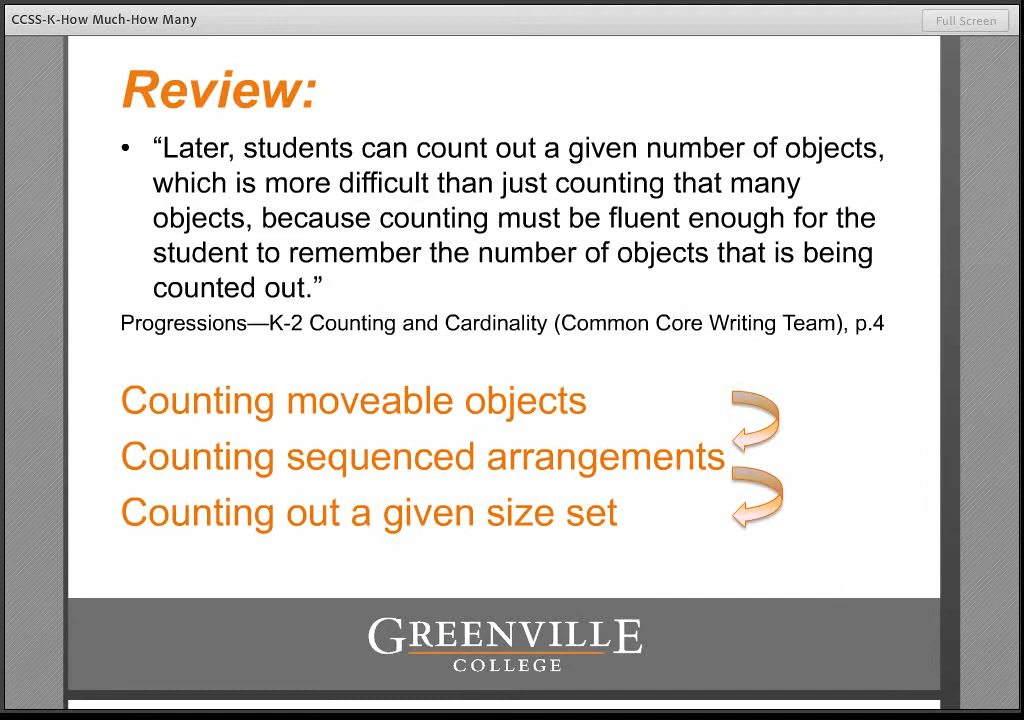 CCSS-K-How Much-How Many
Full Screen
Review:
• “Later, students can count out a given number of objects,
which is more difficult than just counting that many
objects, because counting must be fluent enough for the
student to remember the number of objects that is being
counted out.”
Progressions—K-2 Counting and Cardinality (Common Core Writing Team), p.4
Counting moveable objects
Counting sequenced arrangements
Counting out a given size set
GREENVILLE
COLLEGE